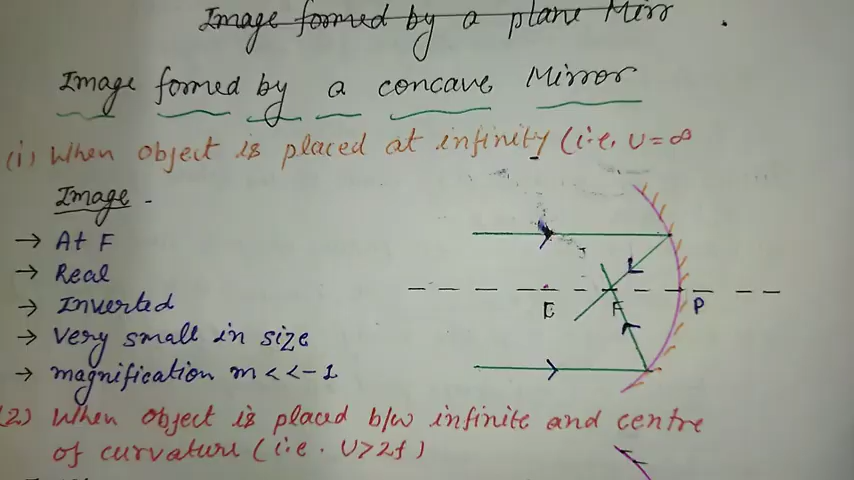 Image formed by a plane Mirr
Image formed by a concave Mirror
(i) When object is placed at infinity (i.e. U = ∞
Image -
→ At F
→ Real
→ Inverted
→ Very small in size
→ magnification m < < -1
E
F
P
(2.) When object is placed b/w infinite and centre
of curvature (i.e. U > 2f)